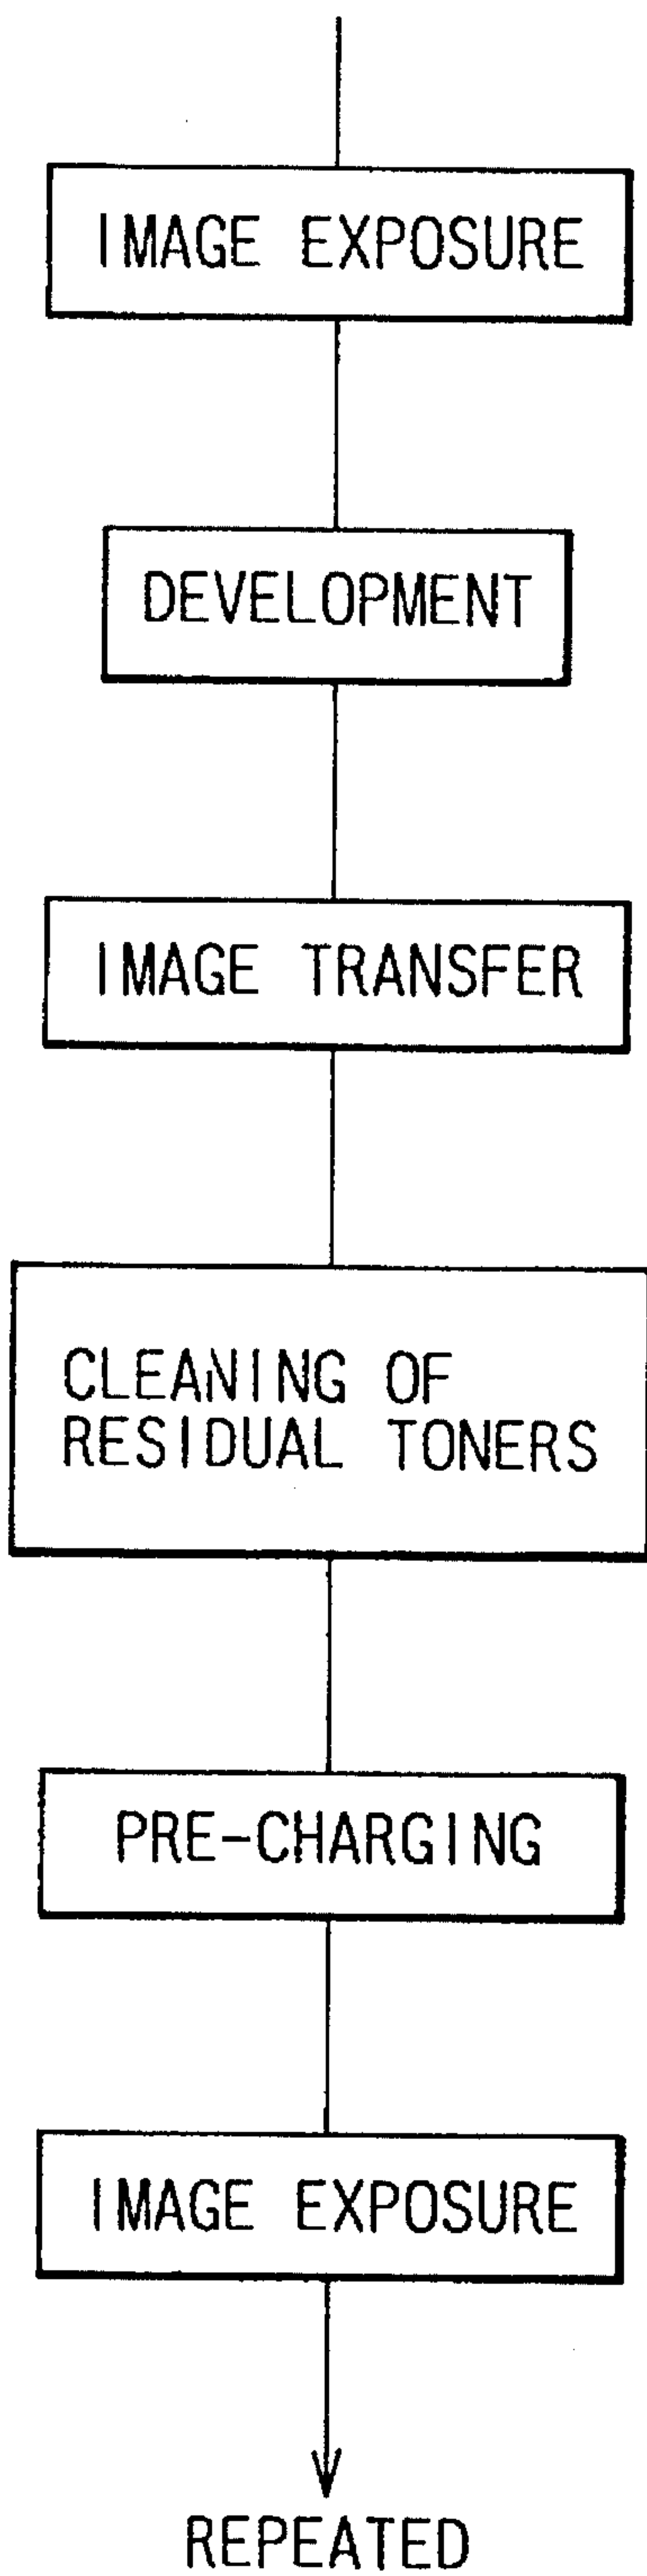 IMAGE EXPOSURE
DEVELOPMENT
IMAGE TRANSFER
CLEANING OF
RESIDUAL TONERS
PRE-CHARGING
IMAGE EXPOSURE
REPEATED